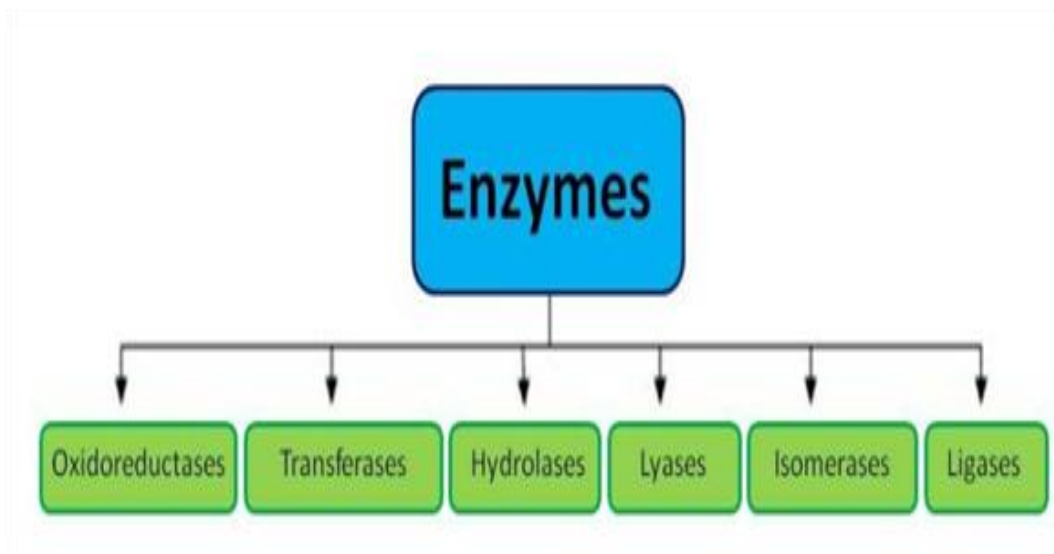 Enzymes
Oxidoreductases
Transferases
Hydrolases
Lyases
Isomerases
Ligases